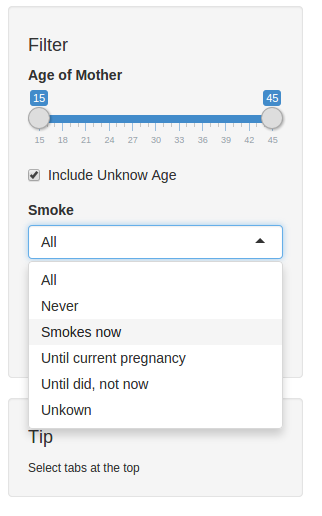 Filter
Age of Mother
15 45
15 18 21 24 27 30 33 36 39 42 45
Include Unknow Age
Smoke
All
All
Never
Smokes now
Until current pregnancy
Until did, not now
Unkown
Tip
Select tabs at the top